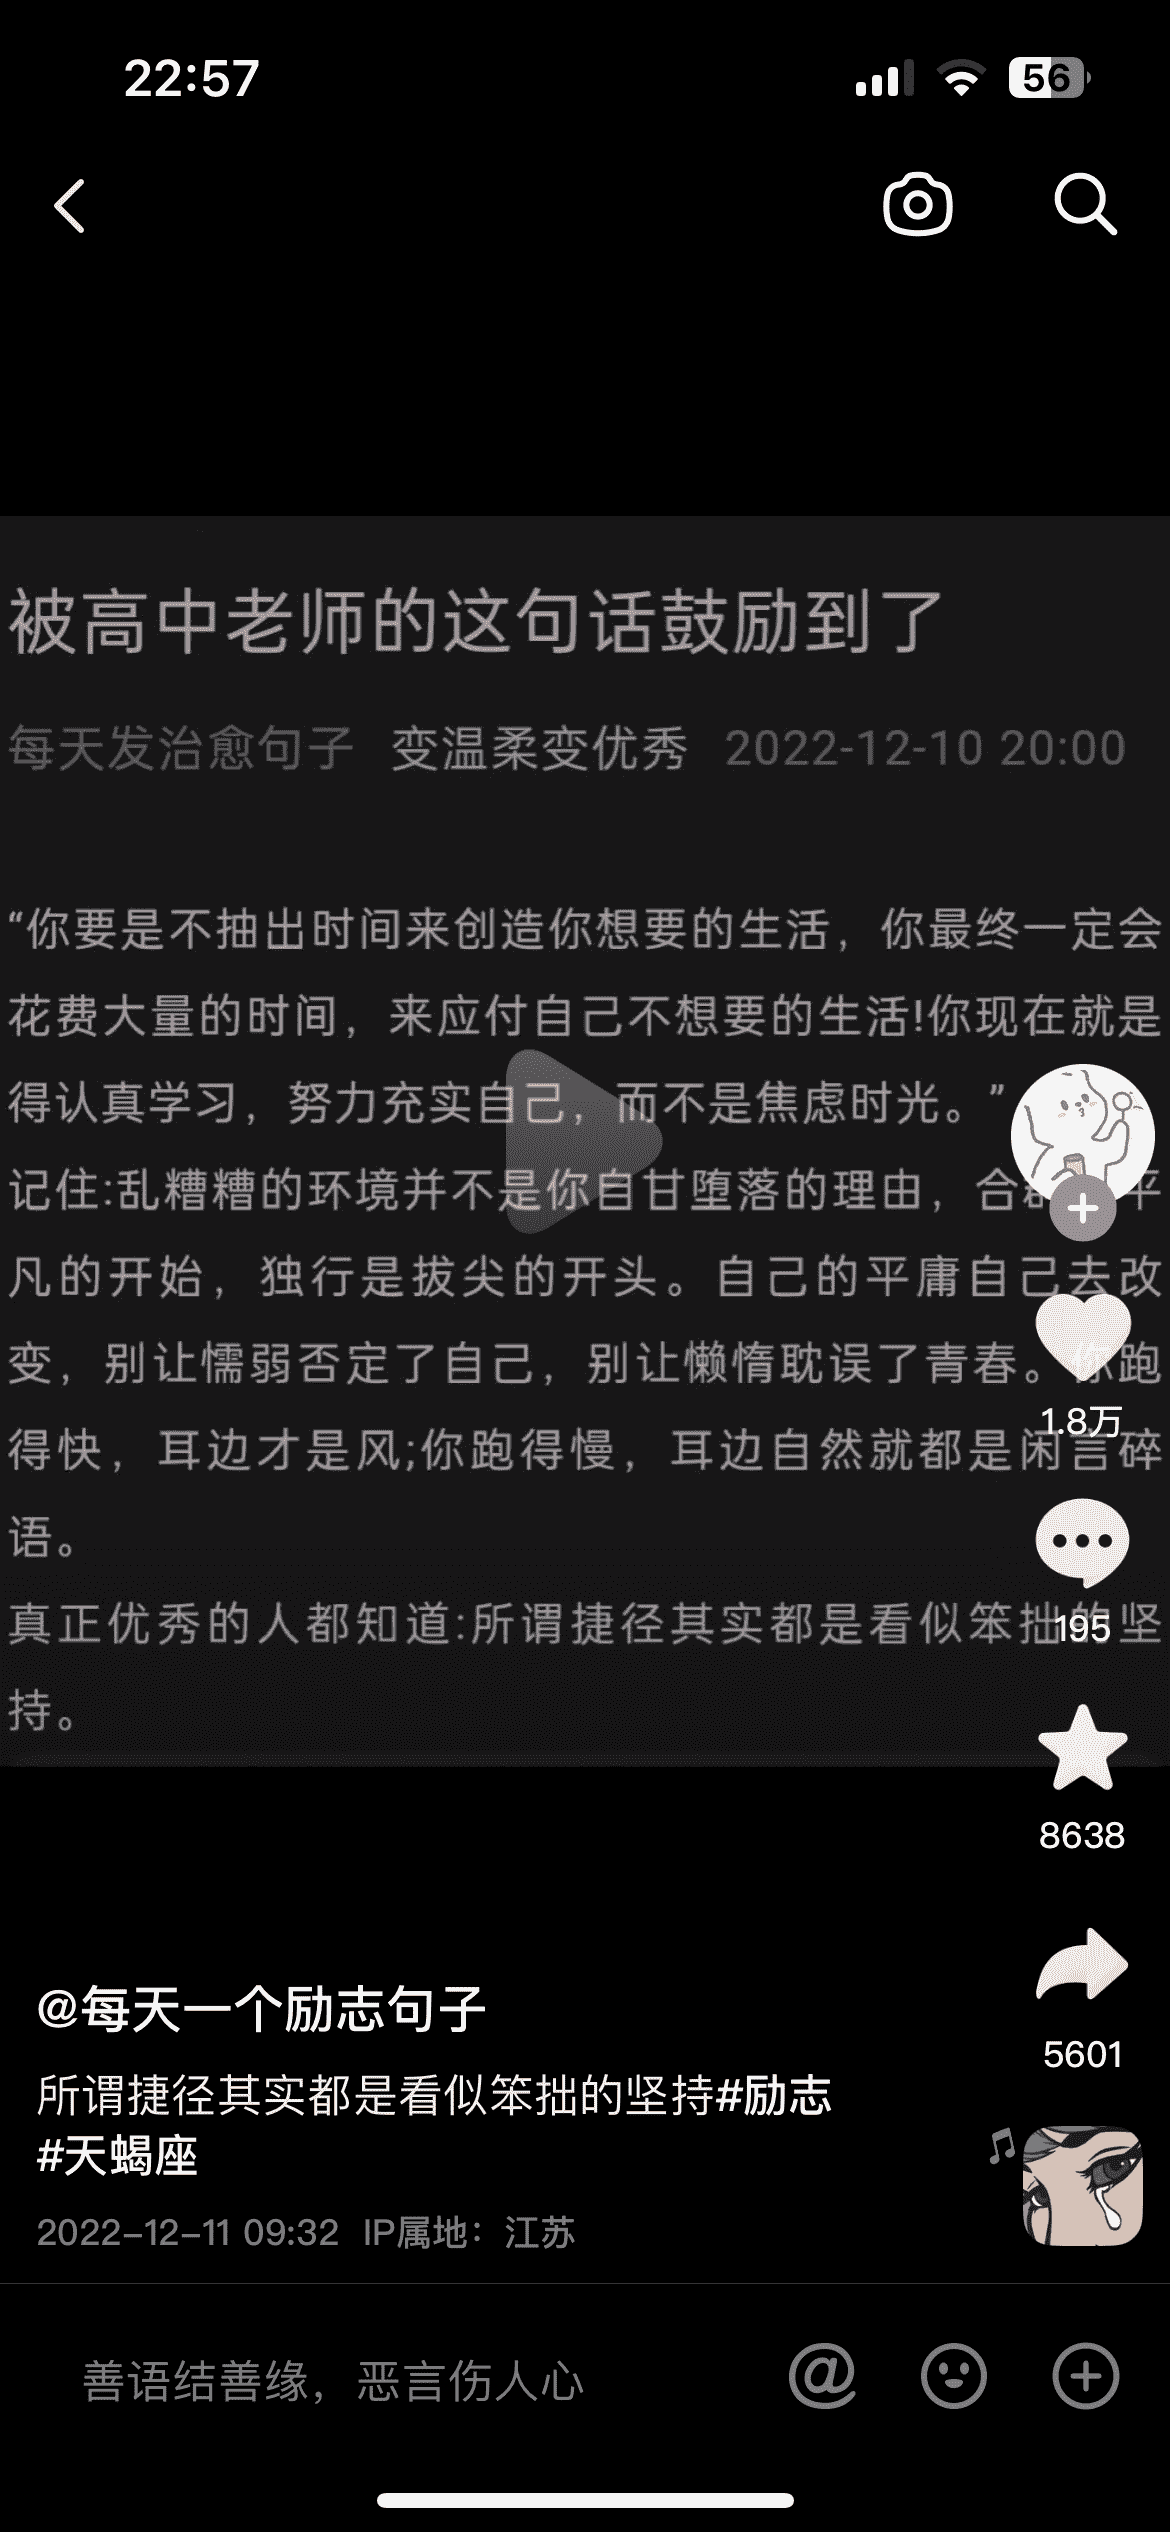 22:57
56
被高中老师的这句话鼓励到了
每天发治愈句子 变温柔变优秀 2022-12-10 20:00
“你要是不抽出时间来创造你想要的生活，你最终一定会
花费大量的时间，来应付自己不想要的生活!你现在就是
得认真学习，努力充实自己，而不是焦虑时光。”
记住:乱糟糟的环境并不是你自甘堕落的理由，合 平
凡的开始，独行是拔尖的开头。自己的平庸自己去改
变，别让懦弱否定了自己，别让懒惰耽误了青春。你跑
得快，耳边才是风;你跑得慢，耳边自然就都是闲言碎
语。
真正优秀的人都知道:所谓捷径其实都是看似笨拙的坚
持。
1.8万
195
8638
5601
@每天一个励志句子
所谓捷径其实都是看似笨拙的坚持#励志
#天蝎座
2022-12-11 09:32 IP属地：江苏
善语结善缘，恶言伤人心